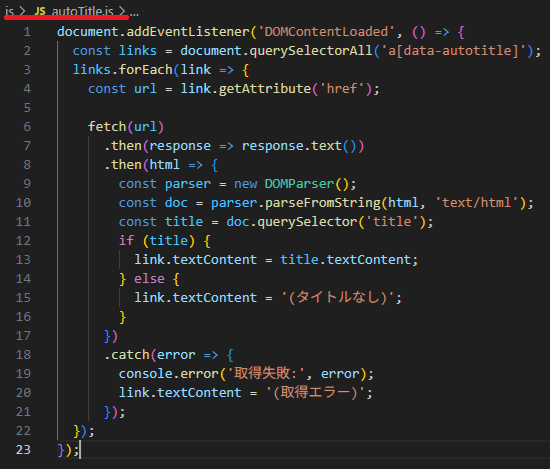 js > JS autoTitle.js > ...
1 document.addEventListener('DOMContentLoaded', () => {
2   const links = document.querySelectorAll('a[data-autotitle]');
3   links.forEach(link => {
4     const url = link.getAttribute('href');
5
6     fetch(url)
7       .then(response => response.text())
8       .then(html => {
9         const parser = new DOMParser();
10         const doc = parser.parseFromString(html, 'text/html');
11         const title = doc.querySelector('title');
12         if (title) {
13           link.textContent = title.textContent;
14         } else {
15           link.textContent = '(タイトルなし)';
16         }
17       })
18       .catch(error => {
19         console.error('取得失敗:', error);
20         link.textContent = '(取得エラー)';
21       });
22   });
23 });